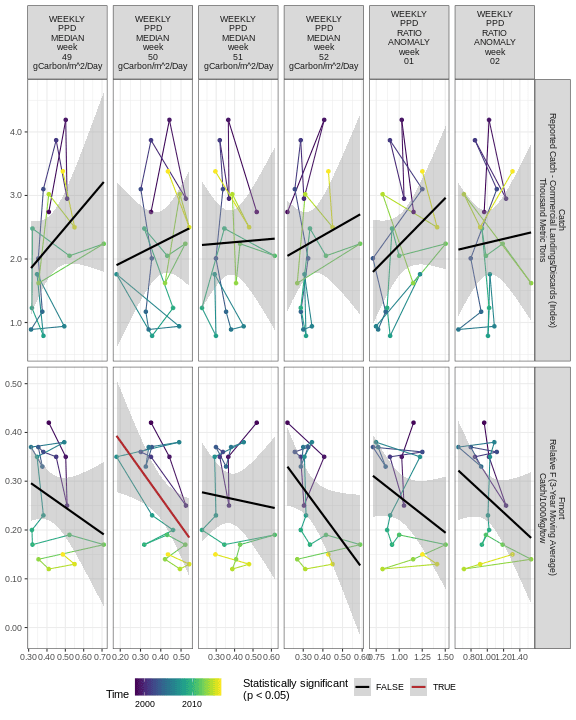 WEEKLY
PPD
MEDIAN
week
49
gCarbon/m^2/Day
WEEKLY
PPD
MEDIAN
week
50
gCarbon/m^2/Day
WEEKLY
PPD
MEDIAN
week
51
gCarbon/m^2/Day
WEEKLY
PPD
MEDIAN
week
52
gCarbon/m^2/Day
WEEKLY
PPD
RATIO
ANOMALY
week
01
WEEKLY
PPD
RATIO
ANOMALY
week
02
4.0
3.0
2.0
1.0
Catch
Reported Catch - Commercial Landings/Discards (Index)
Thousand Metric Tons
0.50
0.40
0.30
0.20
0.10
0.00
Fmort
Relative F (3-Year Moving Average)
Catch/1000/kg/tow
0.30 0.40 0.50 0.60 0.70
0.20 0.30 0.40 0.50
0.30 0.40 0.50 0.60
0.30 0.40 0.50 0.60
0.75 1.00 1.25 1.50
0.80 1.00 1.20 1.40
Time
2000 2010
Statistically significant
(p < 0.05)
FALSE
TRUE